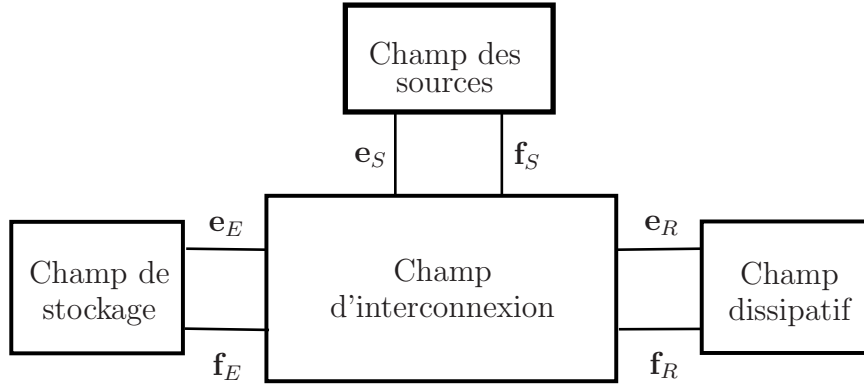 Champ des
sources
e_S
f_S
e_E
e_R
Champ de
stockage
Champ
d'interconnexion
Champ
dissipatif
f_E
f_R